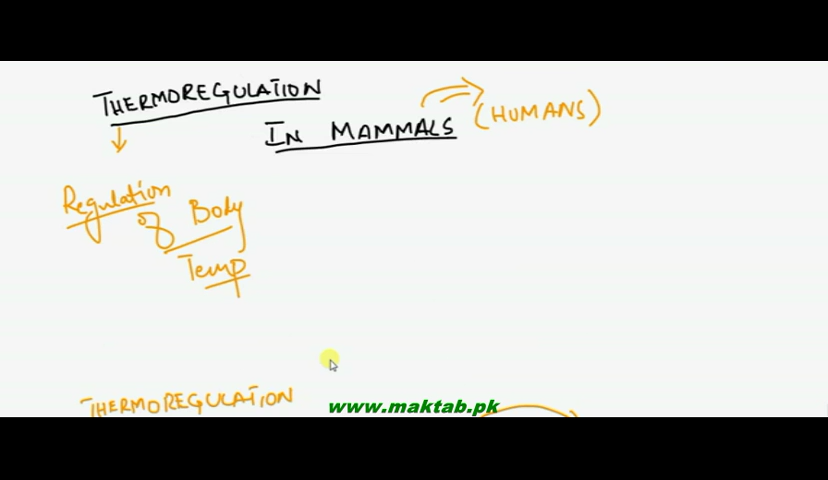 THERMOREGULATION
IN MAMMALS (HUMANS)
Regulation
of Body
Temp
THERMOREGULATION
www.maktab.pk